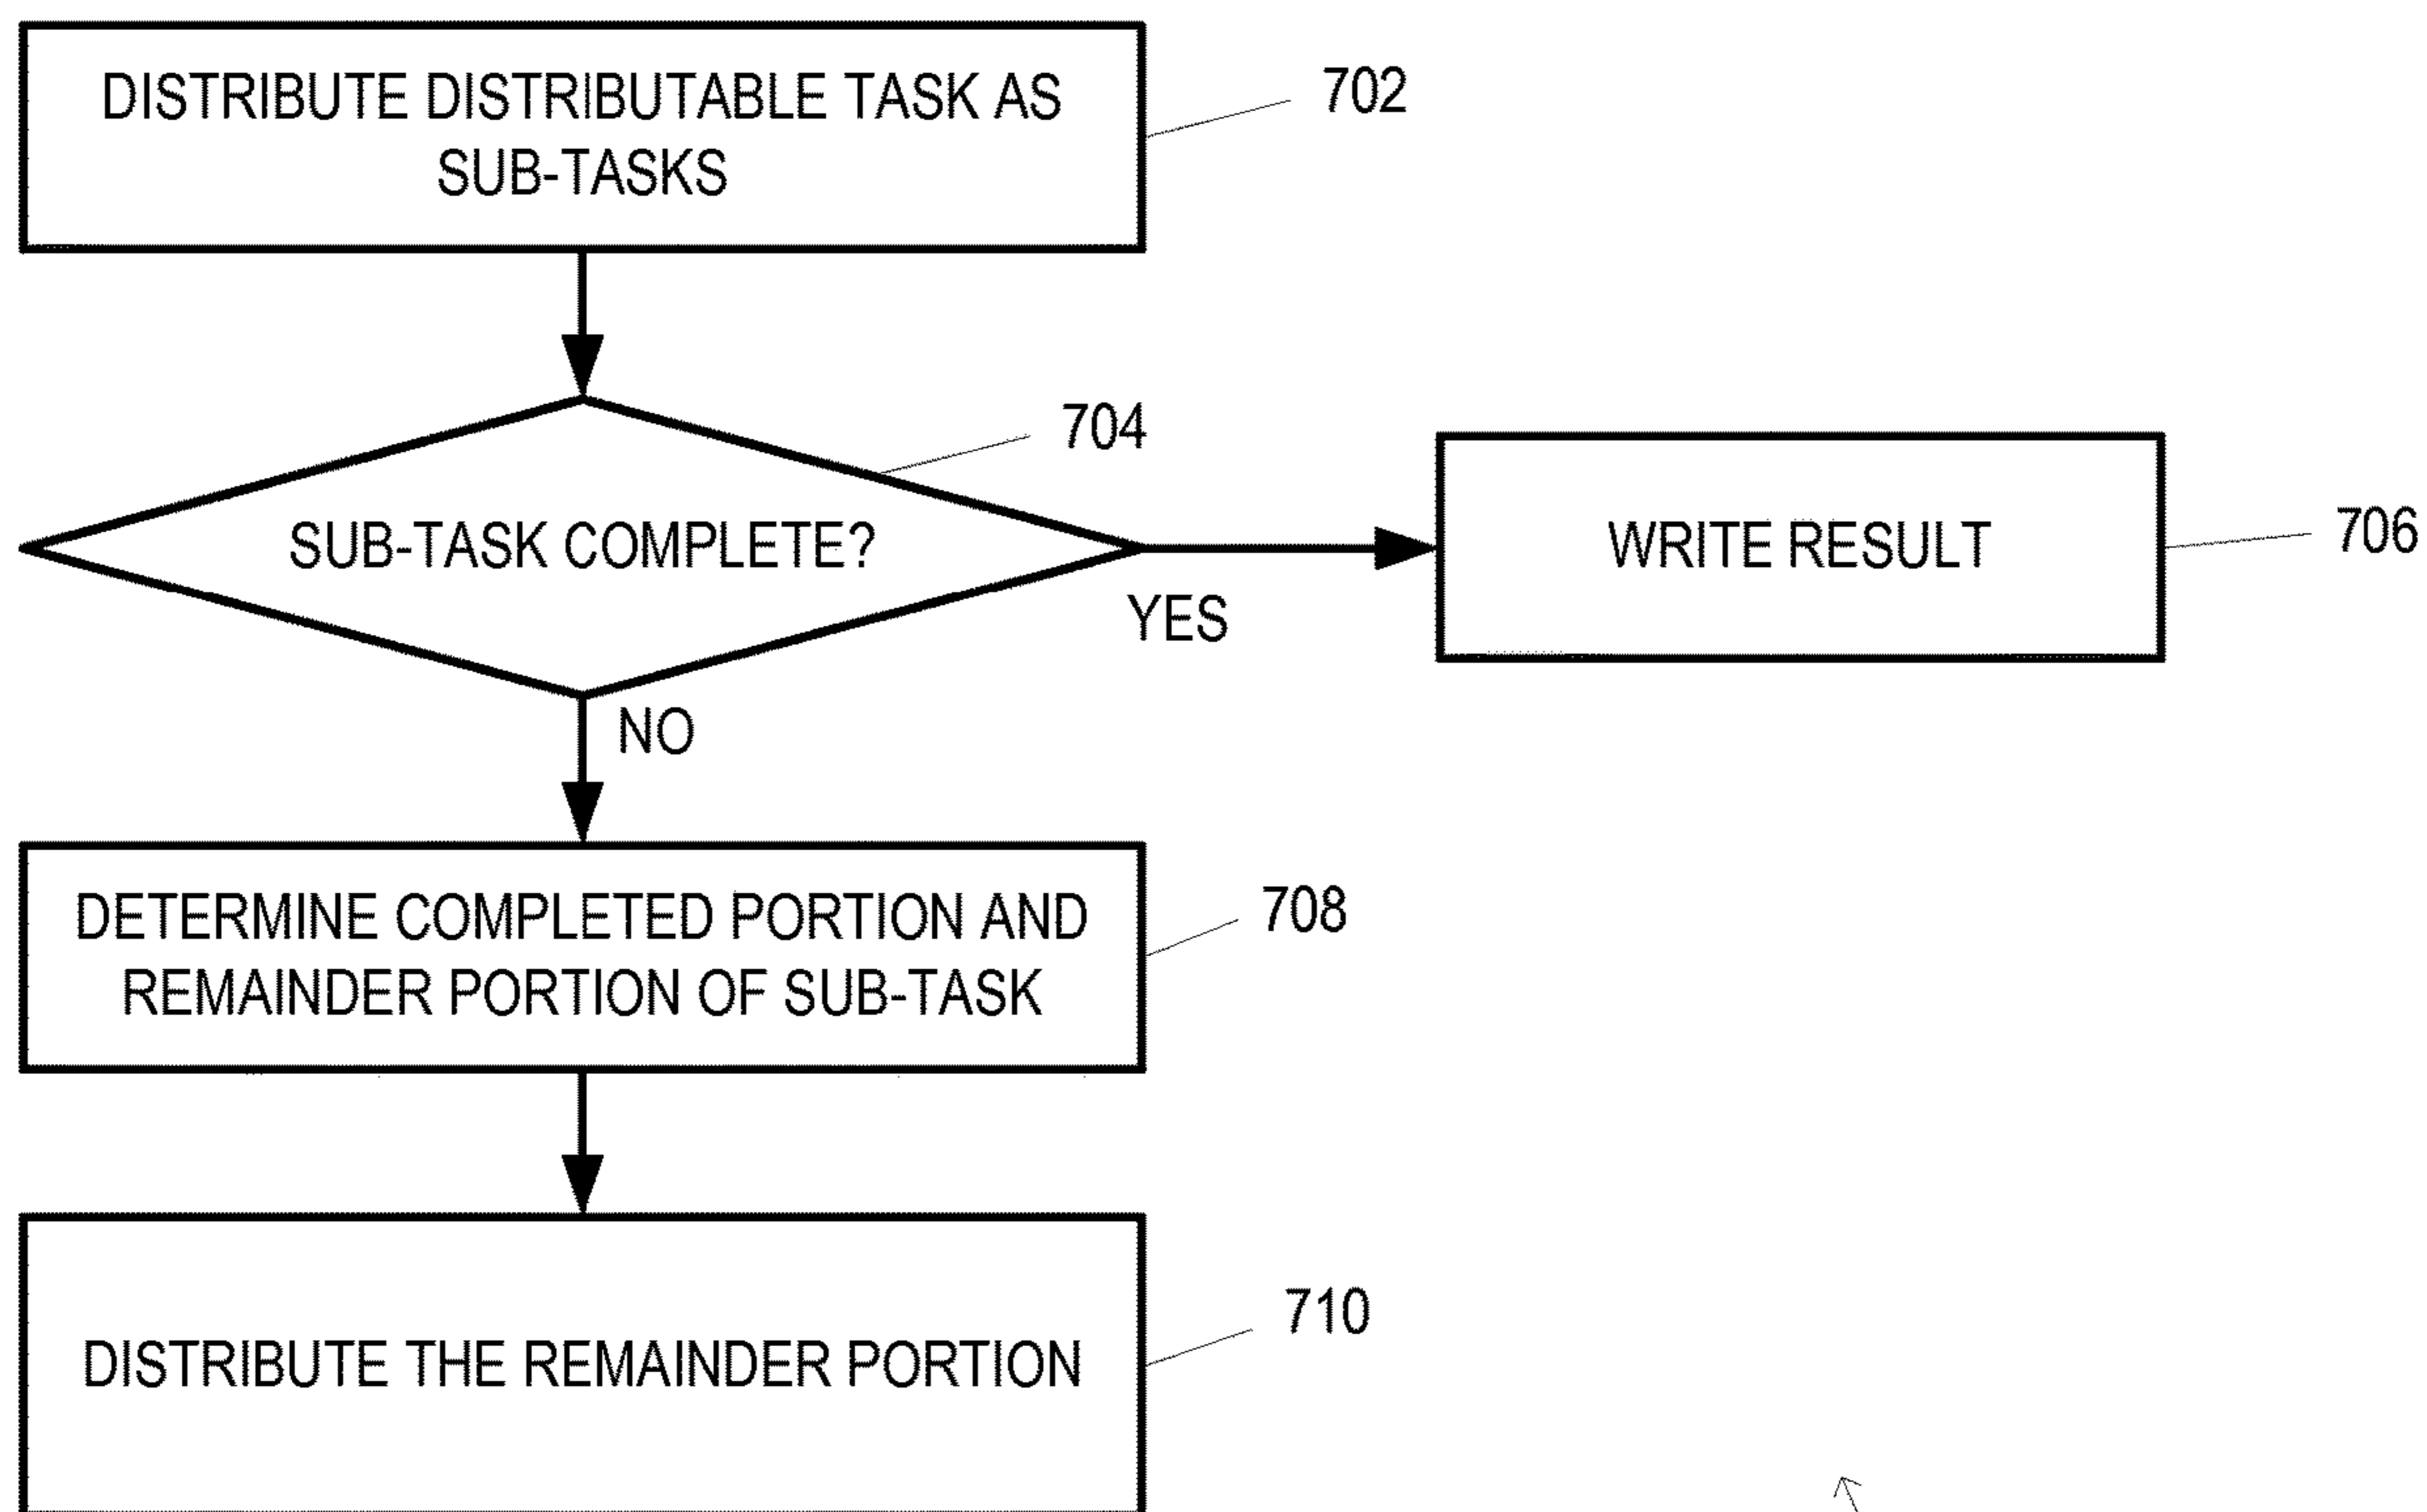 DISTRIBUTE DISTRIBUTABLE TASK AS
SUB-TASKS
702
704
SUB-TASK COMPLETE?
YES
WRITE RESULT
706
NO
DETERMINE COMPLETED PORTION AND
REMAINDER PORTION OF SUB-TASK
708
DISTRIBUTE THE REMAINDER PORTION
710